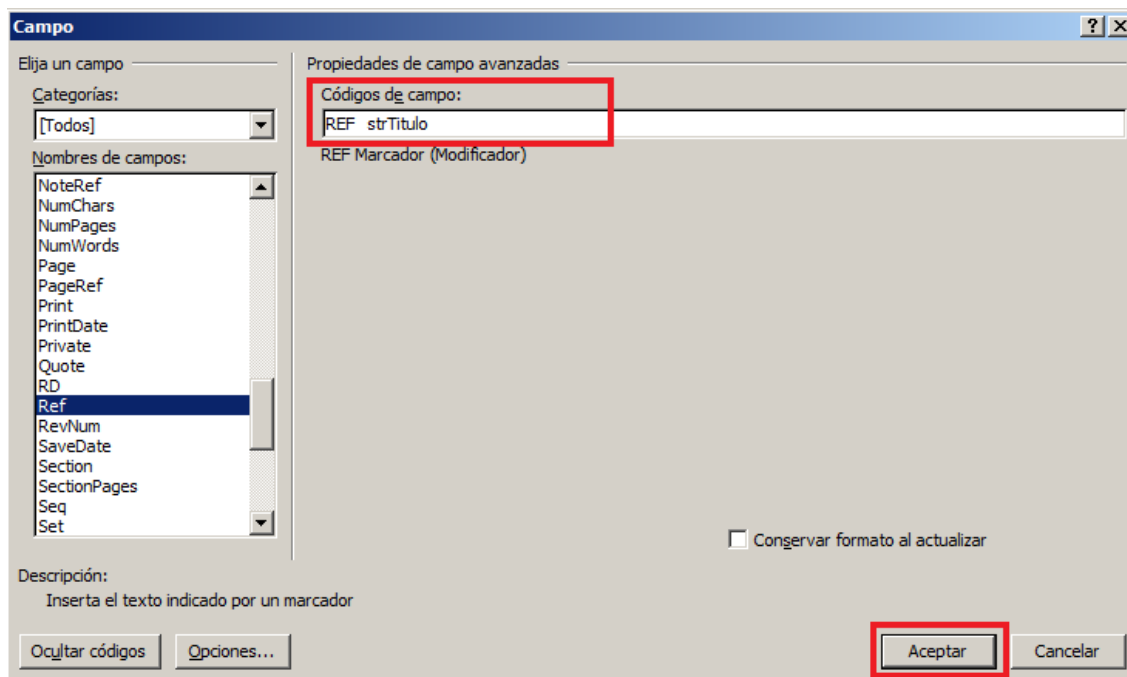 Campo
Elija un campo
Categorías:
[Todos]
Nombres de campos:
NoteRef
NumChars
NumPages
NumWords
Page
PageRef
Print
PrintDate
Private
Quote
RD
Ref
RevNum
SaveDate
Section
SectionPages
Seq
Set
Propiedades de campo avanzadas
Códigos de campo:
REF strTitulo
REF Marcador (Modificador)
Conservar formato al actualizar
Descripción:
Inserta el texto indicado por un marcador
Ocultar códigos
Opciones...
Aceptar
Cancelar